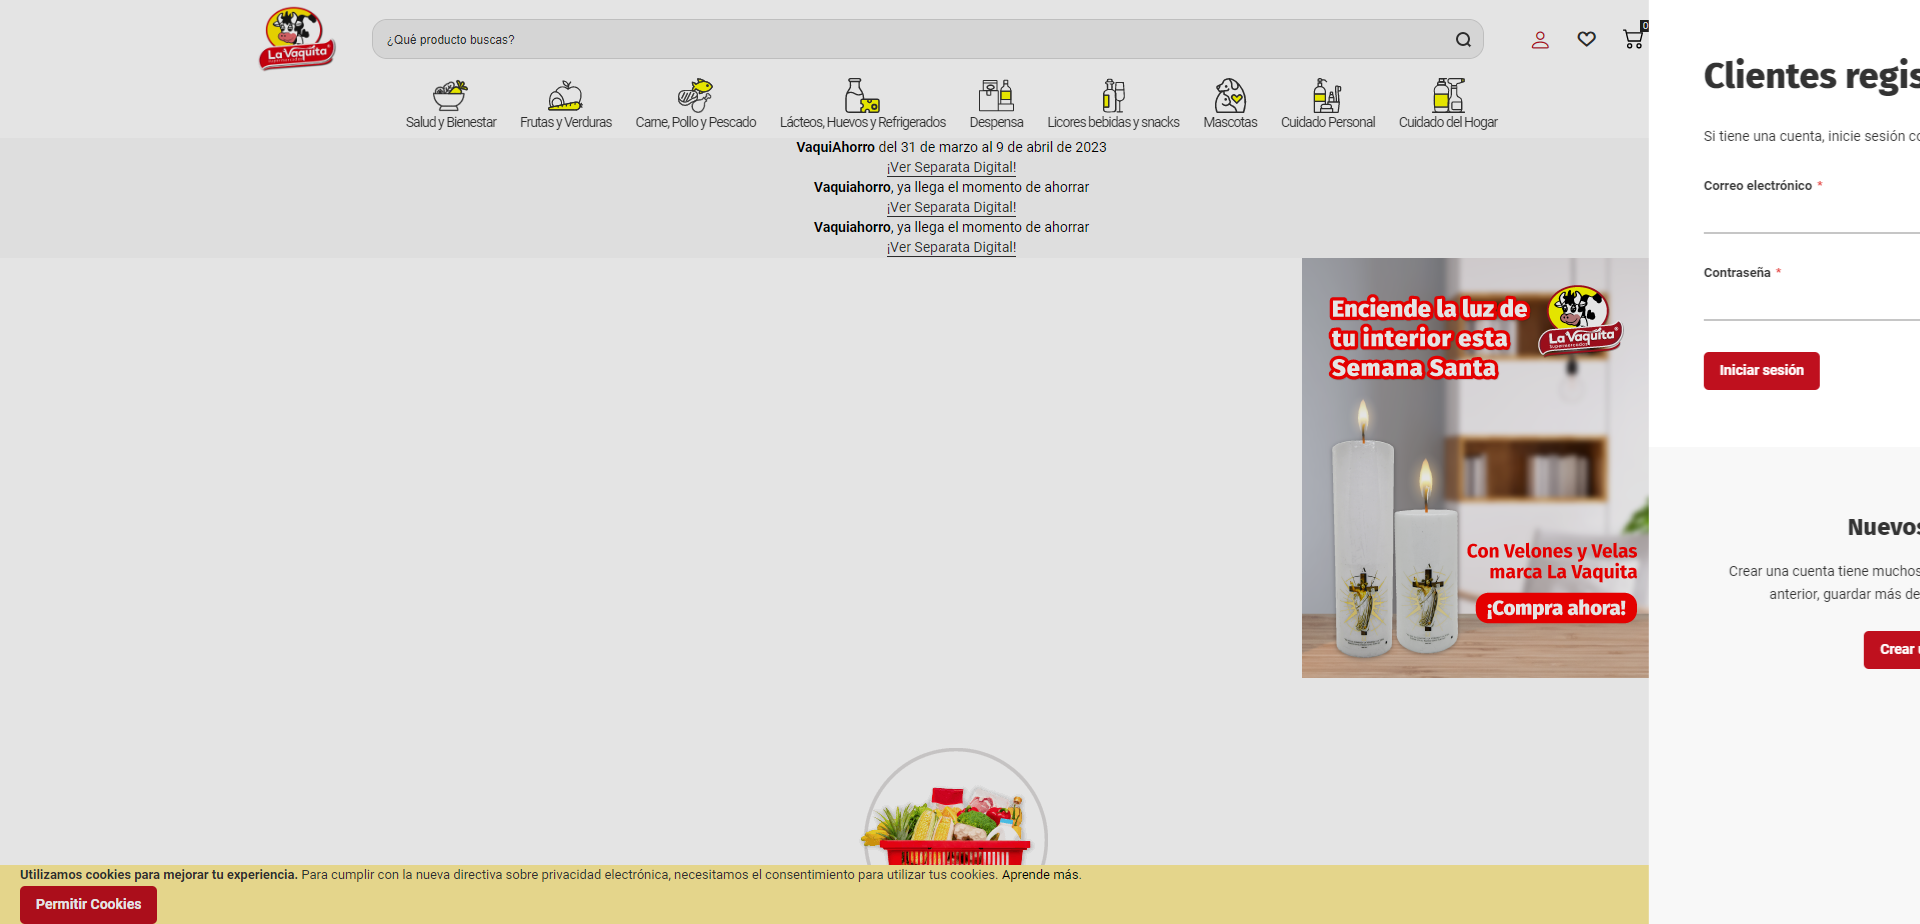 La Vaquita
Supermercados
¿Qué producto buscas?
0
Salud y Bienestar
Frutas y Verduras
Carne, Pollo y Pescado
Lácteos, Huevos y Refrigerados
Despensa
Licores bebidas y snacks
Mascotas
Cuidado Personal
Cuidado del Hogar
VaquiAhorro del 31 de marzo al 9 de abril de 2023
¡Ver Separata Digital!
Vaquiahorro, ya llega el momento de ahorrar
¡Ver Separata Digital!
Vaquiahorro, ya llega el momento de ahorrar
¡Ver Separata Digital!
Enciende la luz de
tu interior esta
Semana Santa
La Vaquita
Supermercados
Con Velones y Velas
marca La Vaquita
¡Compra ahora!
Clientes regis
Si tiene una cuenta, inicie sesión co
Correo electrónico *
Contraseña *
Iniciar sesión
Nuevos
Crear una cuenta tiene muchos
anterior, guardar más de
Crear u
Utilizamos cookies para mejorar tu experiencia. Para cumplir con la nueva directiva sobre privacidad electrónica, necesitamos el consentimiento para utilizar tus cookies. Aprende más.
Permitir Cookies